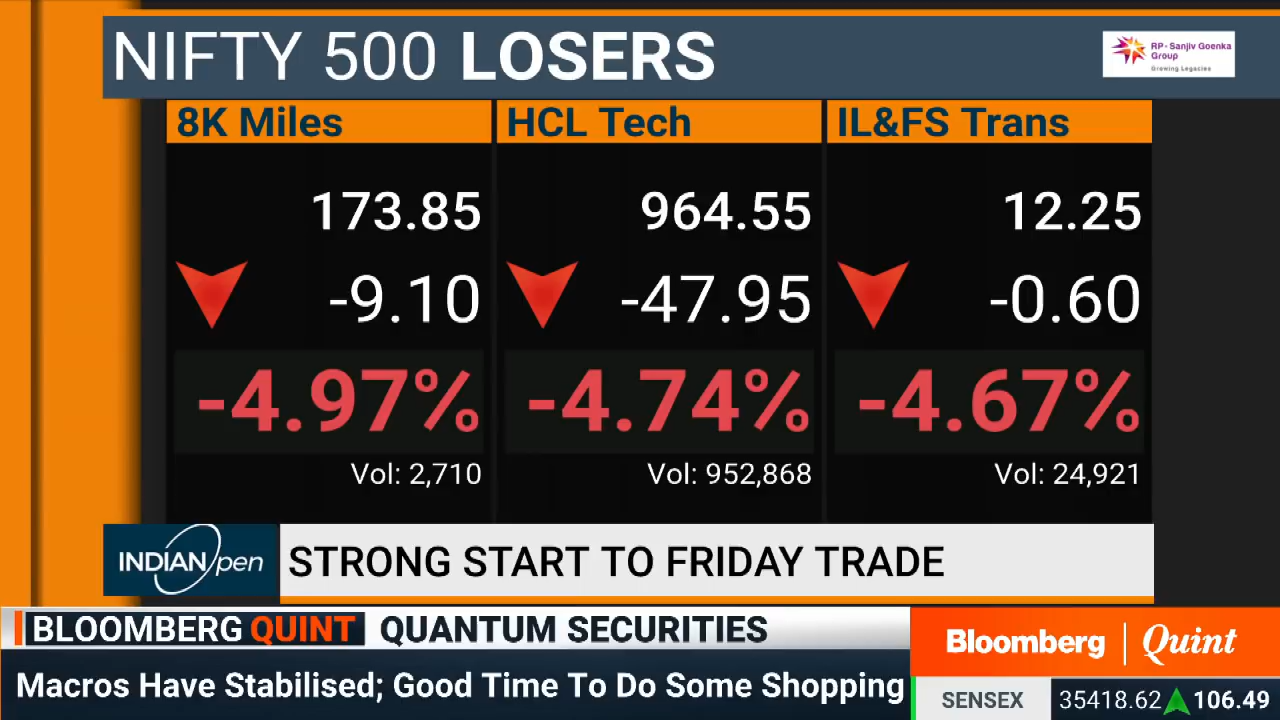 NIFTY 500 LOSERS
RP-Sanjiv Goenka
Group
Growing Legacies
8K Miles
173.85
-9.10
-4.97%
Vol: 2,710
HCL Tech
964.55
-47.95
-4.74%
Vol: 952,868
IL&FS Trans
12.25
-0.60
-4.67%
Vol: 24,921
INDIAN Open
STRONG START TO FRIDAY TRADE
BLOOMBERG QUINT QUANTUM SECURITIES
Macros Have Stabilised; Good Time To Do Some Shopping
Bloomberg | Quint
SENSEX 35418.62 106.49